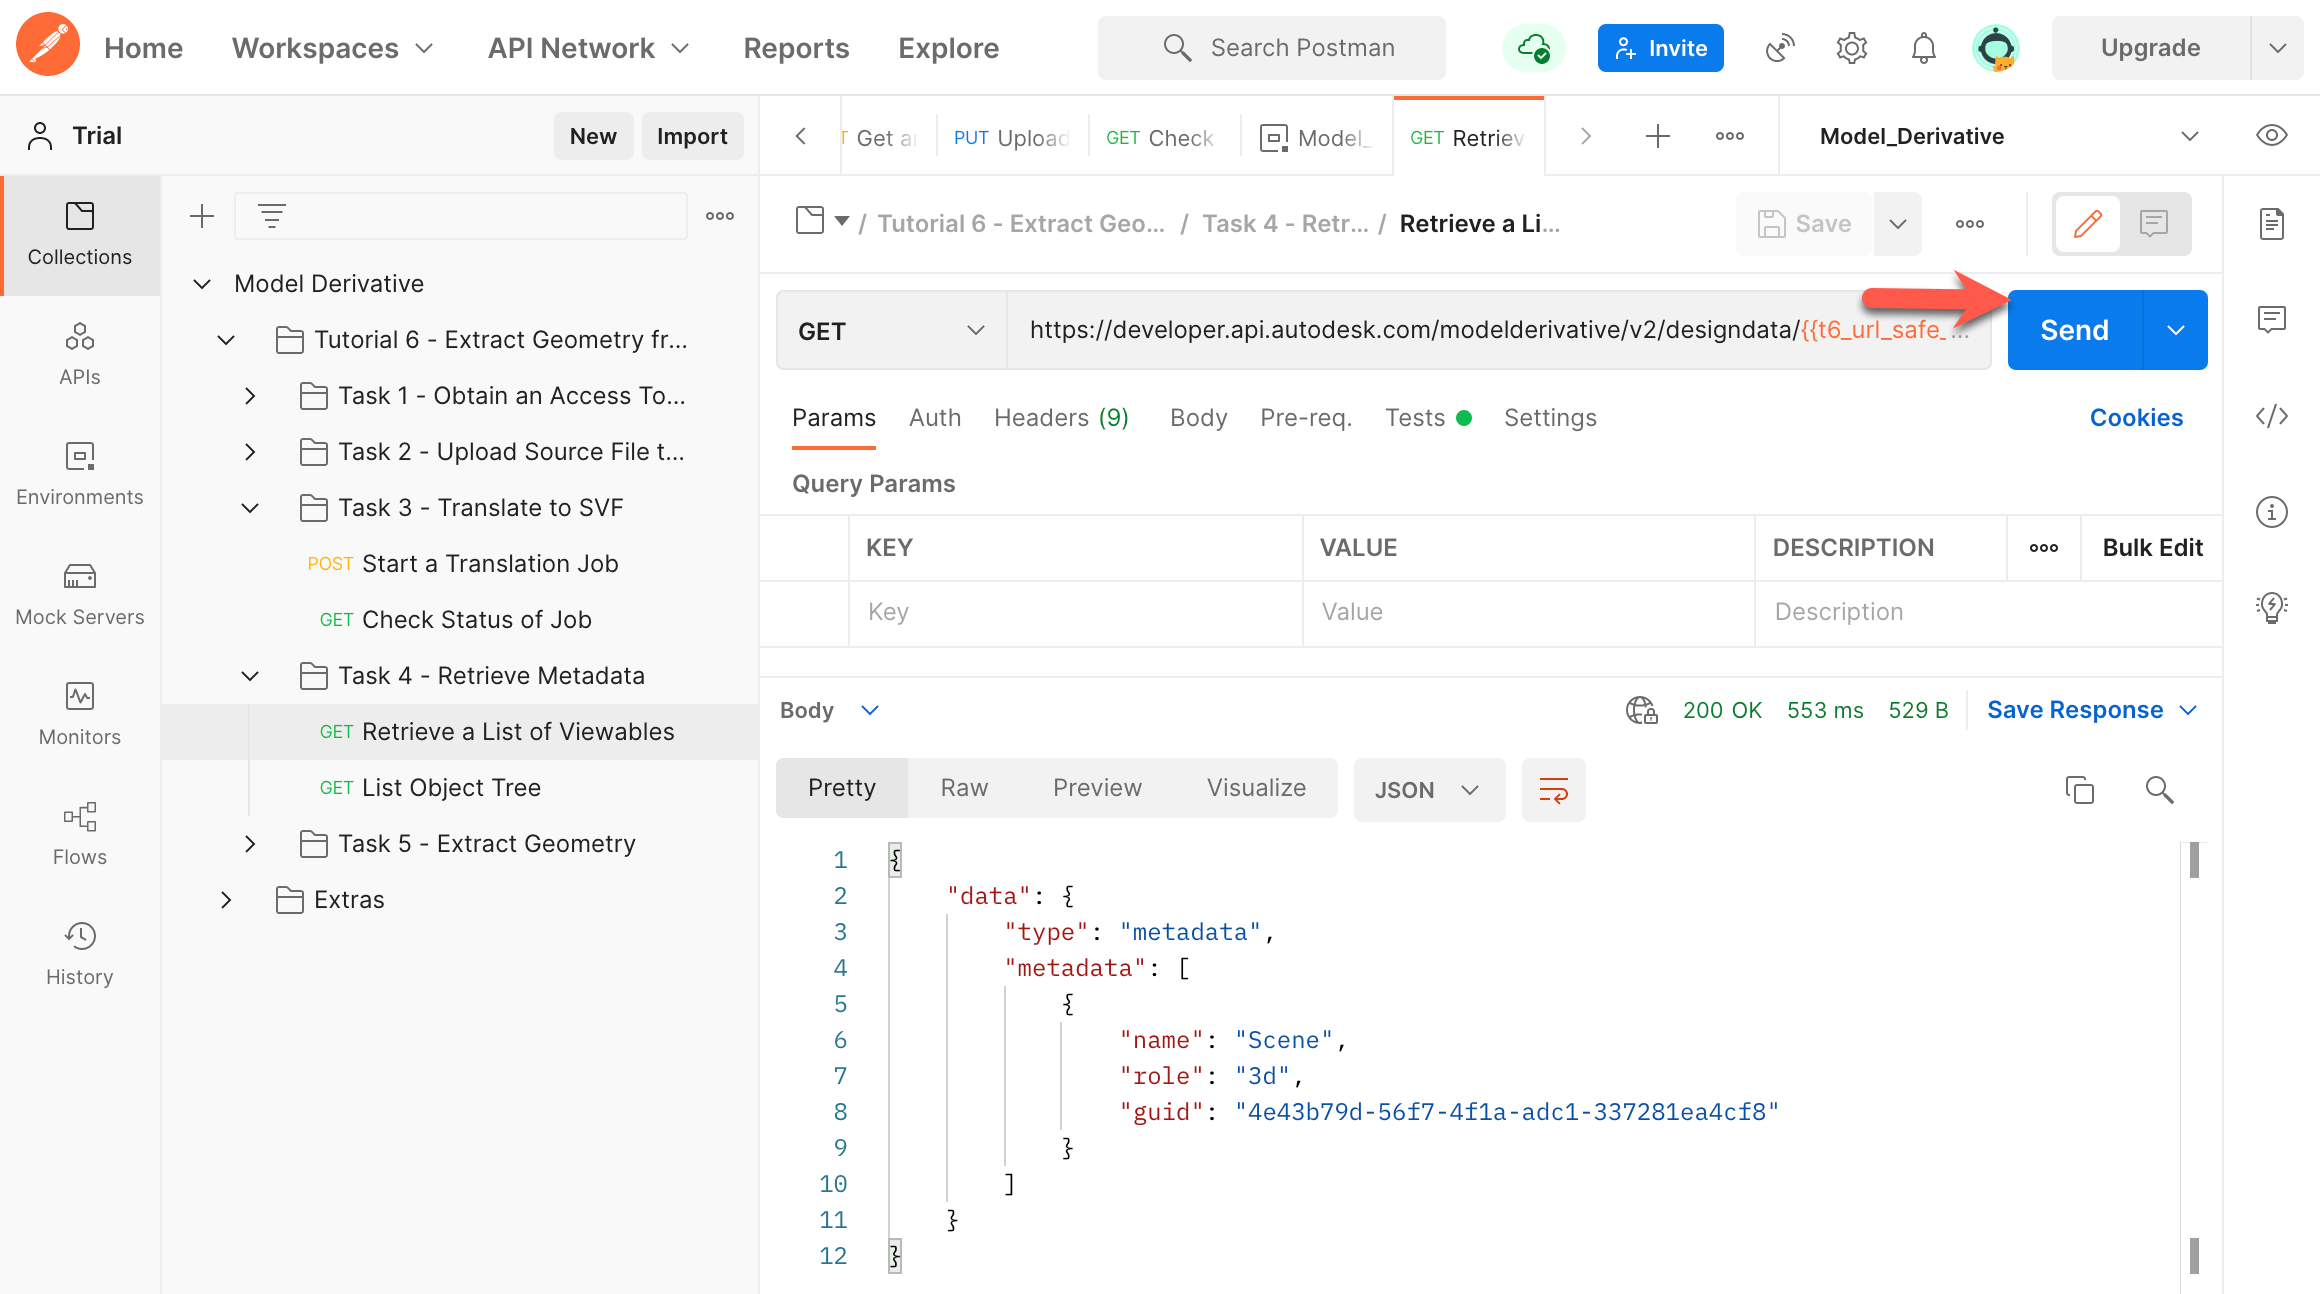 Home Workspaces API Network Reports Explore Search Postman Invite Upgrade
Trial New Import
Get ar PUT Upload GET Check Model_ GET Retriev Model_Derivative
Collections
APIs
Environments
Mock Servers
Monitors
Flows
History
Model Derivative
Tutorial 6 - Extract Geometry fr...
Task 1 - Obtain an Access To...
Task 2 - Upload Source File t...
Task 3 - Translate to SVF
POST Start a Translation Job
GET Check Status of Job
Task 4 - Retrieve Metadata
GET Retrieve a List of Viewables
GET List Object Tree
Task 5 - Extract Geometry
Extras
/ Tutorial 6 - Extract Geo... / Task 4 - Retr... / Retrieve a Li... Save
GET https://developer.api.autodesk.com/modelderivative/v2/designdata/{{t6_url_safe_... Send
Params Auth Headers (9) Body Pre-req. Tests Settings Cookies
Query Params
KEY VALUE DESCRIPTION Bulk Edit
Key Value Description
Body 200 OK 553 ms 529 B Save Response
Pretty Raw Preview Visualize JSON
1 {
2 "data": {
3 "type": "metadata",
4 "metadata": [
5 {
6 "name": "Scene",
7 "role": "3d",
8 "guid": "4e43b79d-56f7-4f1a-adc1-337281ea4cf8"
9 }
10 ]
11 }
12 }